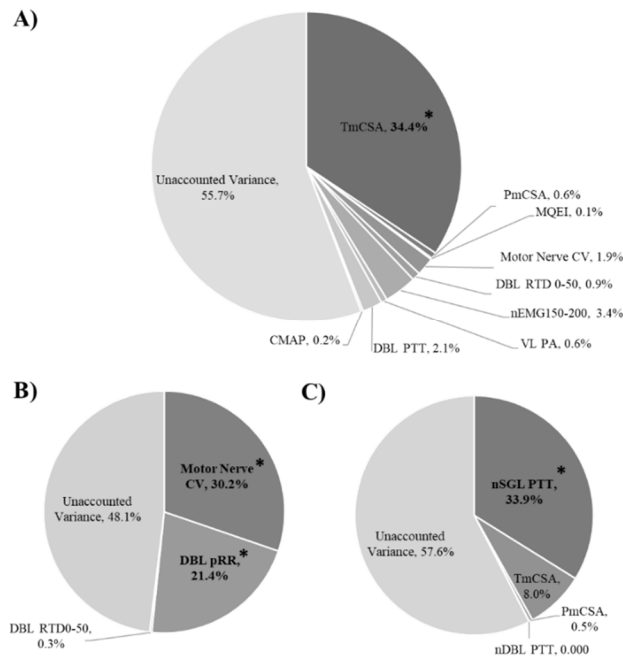 A)
*
TmCSA, 34.4%
Unaccounted Variance,
55.7%
PmCSA, 0.6%
MQEI, 0.1%
Motor Nerve CV, 1.9%
DBL RTD 0-50, 0.9%
nEMG150-200, 3.4%
VL PA, 0.6%
DBL PTT, 2.1%
CMAP, 0.2%
B)
Motor Nerve *
CV, 30.2%
Unaccounted
Variance, 48.1%
DBL pRR, *
21.4%
DBL RTD0-50,
0.3%
C)
*
nSGL PTT,
33.9%
Unaccounted
Variance, 57.6%
TmCSA,
8.0%
PmCSA,
0.5%
nDBL PTT, 0.000